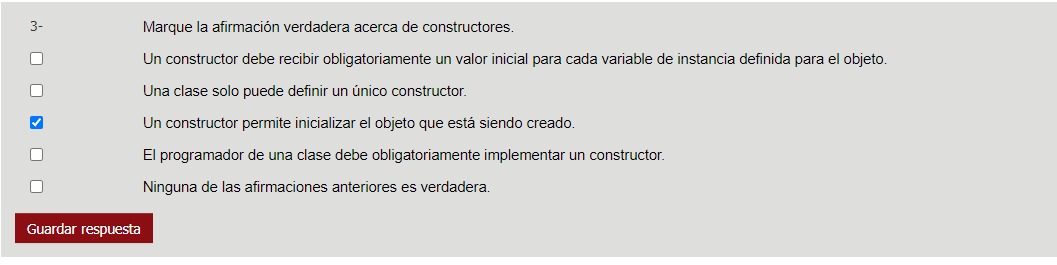 3- Marque la afirmación verdadera acerca de constructores.
Un constructor debe recibir obligatoriamente un valor inicial para cada variable de instancia definida para el objeto.
Una clase solo puede definir un único constructor.
Un constructor permite inicializar el objeto que está siendo creado.
El programador de una clase debe obligatoriamente implementar un constructor.
Ninguna de las afirmaciones anteriores es verdadera.
Guardar respuesta